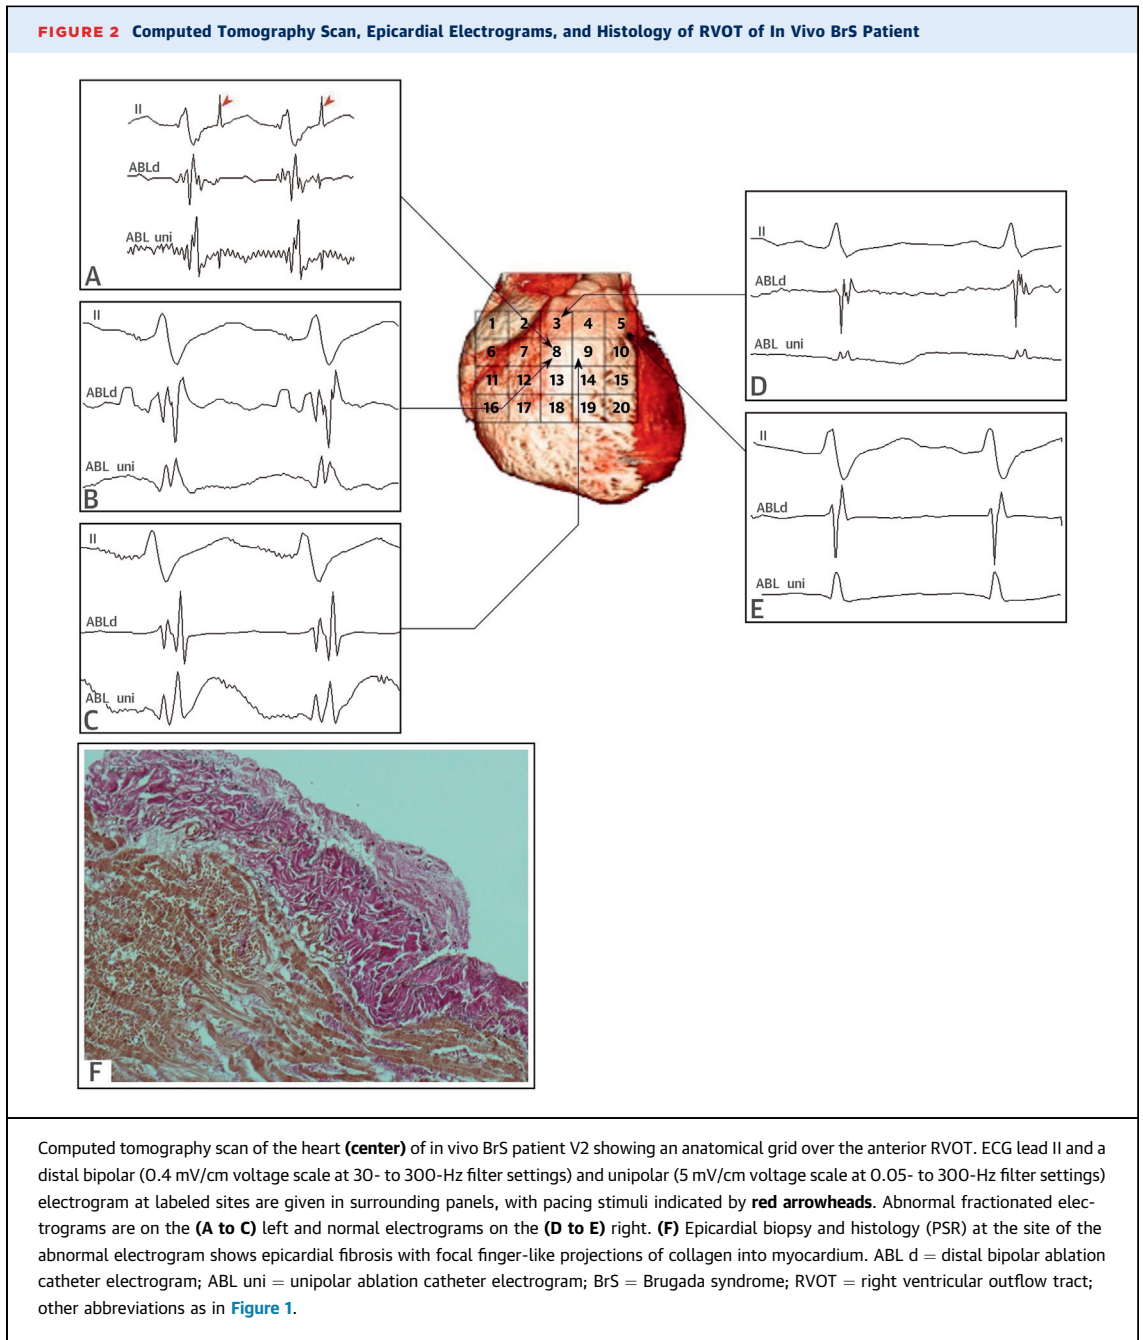 FIGURE 2 Computed Tomography Scan, Epicardial Electrograms, and Histology of RVOT of In Vivo BrS Patient
II
ABLd
ABL uni
A
II
ABLd
ABL uni
B
II
ABLd
ABL uni
C
1 2 3 4 5
6 7 8 9 10
11 12 13 14 15
16 17 18 19 20
II
ABLd
ABL uni
D
II
ABLd
ABL uni
E
F
Computed tomography scan of the heart (center) of in vivo BrS patient V2 showing an anatomical grid over the anterior RVOT. ECG lead II and a
distal bipolar (0.4 mV/cm voltage scale at 30- to 300-Hz filter settings) and unipolar (5 mV/cm voltage scale at 0.05- to 300-Hz filter settings)
electrogram at labeled sites are given in surrounding panels, with pacing stimuli indicated by red arrowheads. Abnormal fractionated elec-
trograms are on the (A to C) left and normal electrograms on the (D to E) right. (F) Epicardial biopsy and histology (PSR) at the site of the
abnormal electrogram shows epicardial fibrosis with focal finger-like projections of collagen into myocardium. ABL d = distal bipolar ablation
catheter electrogram; ABL uni = unipolar ablation catheter electrogram; BrS = Brugada syndrome; RVOT = right ventricular outflow tract;
other abbreviations as in Figure 1.